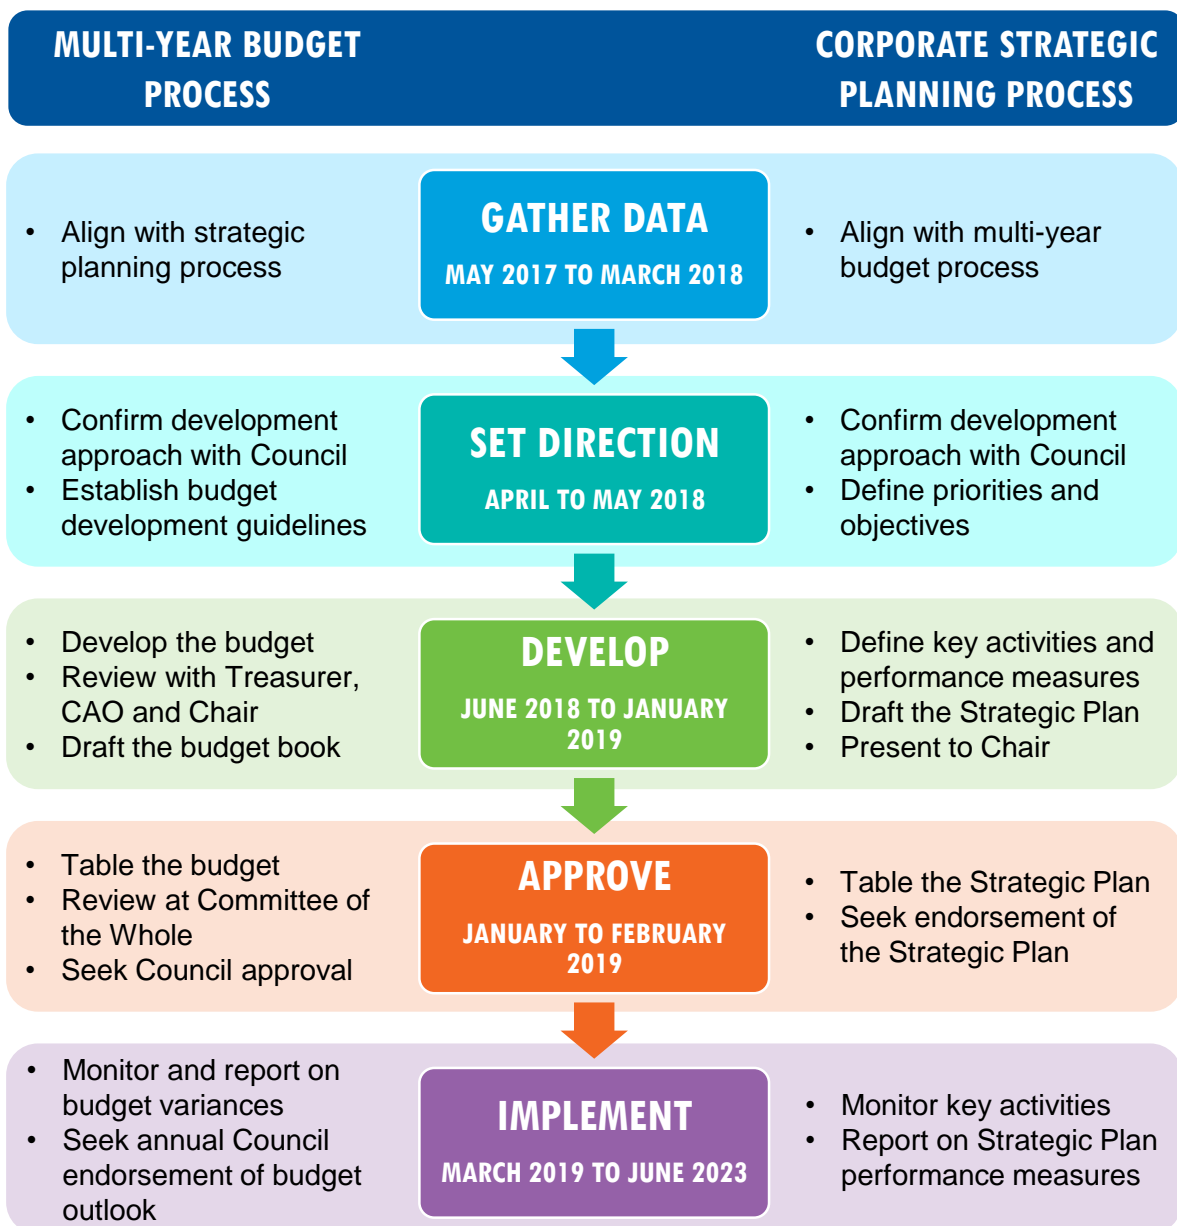 MULTI-YEAR BUDGET
PROCESS
CORPORATE STRATEGIC
PLANNING PROCESS
• Align with strategic
planning process
GATHER DATA
MAY 2017 TO MARCH 2018
• Align with multi-year
budget process
• Confirm development
approach with Council
• Establish budget
development guidelines
SET DIRECTION
APRIL TO MAY 2018
• Confirm development
approach with Council
• Define priorities and
objectives
• Develop the budget
• Review with Treasurer,
CAO and Chair
• Draft the budget book
DEVELOP
JUNE 2018 TO JANUARY
2019
• Define key activities and
performance measures
• Draft the Strategic Plan
• Present to Chair
• Table the budget
• Review at Committee of
the Whole
• Seek Council approval
APPROVE
JANUARY TO FEBRUARY
2019
• Table the Strategic Plan
• Seek endorsement of
the Strategic Plan
• Monitor and report on
budget variances
• Seek annual Council
endorsement of budget
outlook
IMPLEMENT
MARCH 2019 TO JUNE 2023
• Monitor key activities
• Report on Strategic Plan
performance measures